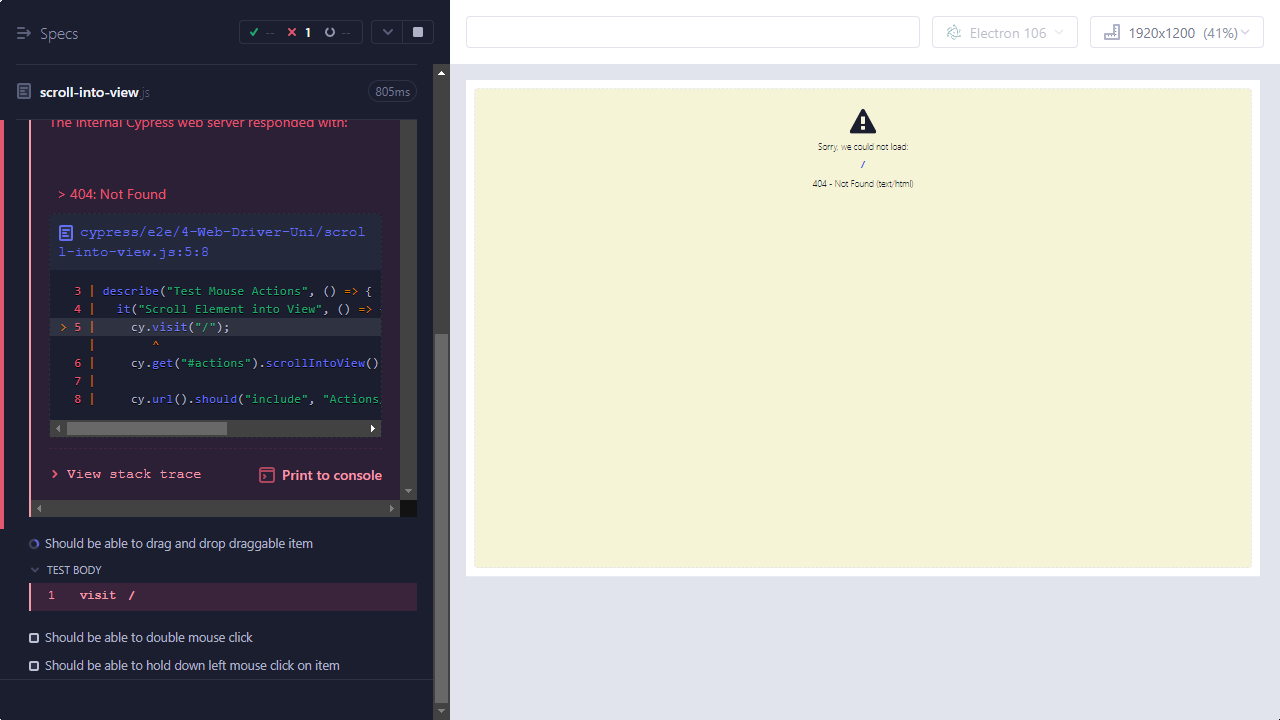 Specs
--
1
--
Electron 106
1920x1200 (41%)
scroll-into-view.js
805ms
The internal Cypress web server responded with:
> 404: Not Found
cypress/e2e/4-Web-Driver-Uni/scrol
l-into-view.js:5:8
3 | describe("Test Mouse Actions", () => {
4 | it("Scroll Element into View", () =>
> 5 | cy.visit("/");
| ^
6 | cy.get("#actions").scrollIntoView()
7 |
8 | cy.url().should("include", "Actions
View stack trace
Print to console
Should be able to drag and drop draggable item
TEST BODY
1 visit /
Should be able to double mouse click
Should be able to hold down left mouse click on item
Sorry, we could not load:
/
404 - Not Found (text/html)